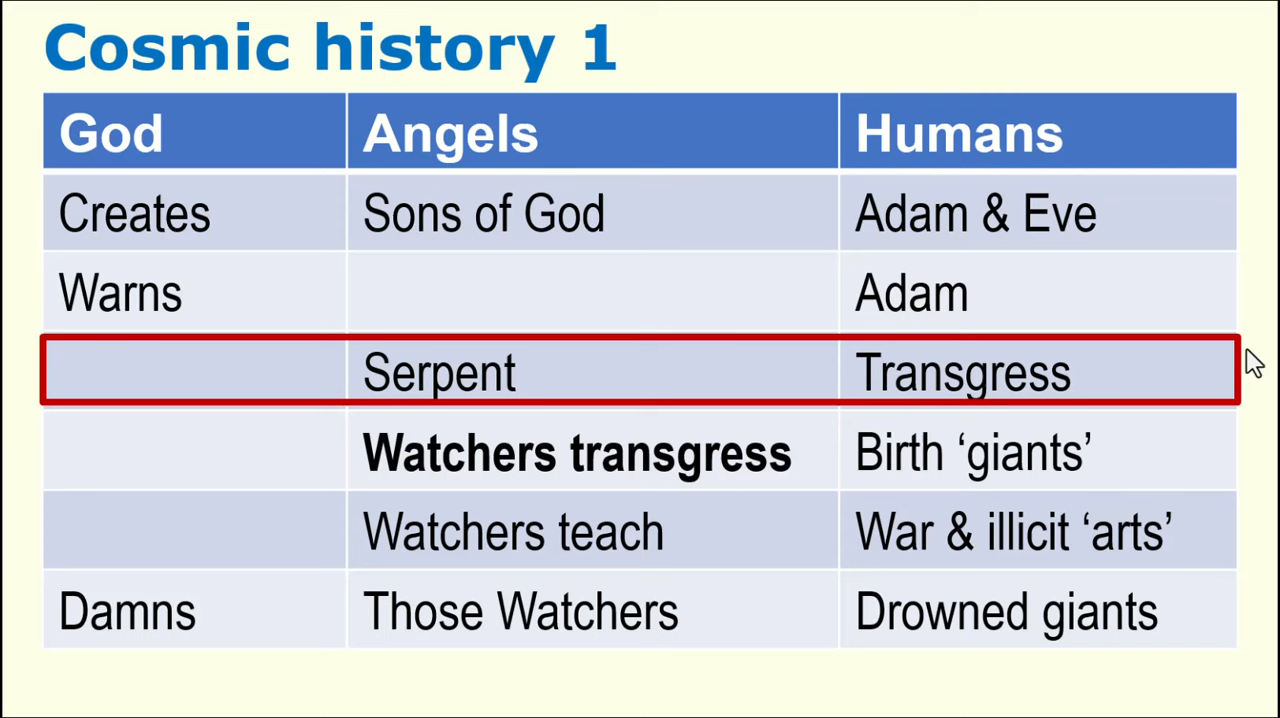 Cosmic history 1
God Angels Humans
Creates Sons of God Adam & Eve
Warns Adam
Serpent Transgress
Watchers transgress Birth ‘giants’
Watchers teach War & illicit ‘arts’
Damns Those Watchers Drowned giants